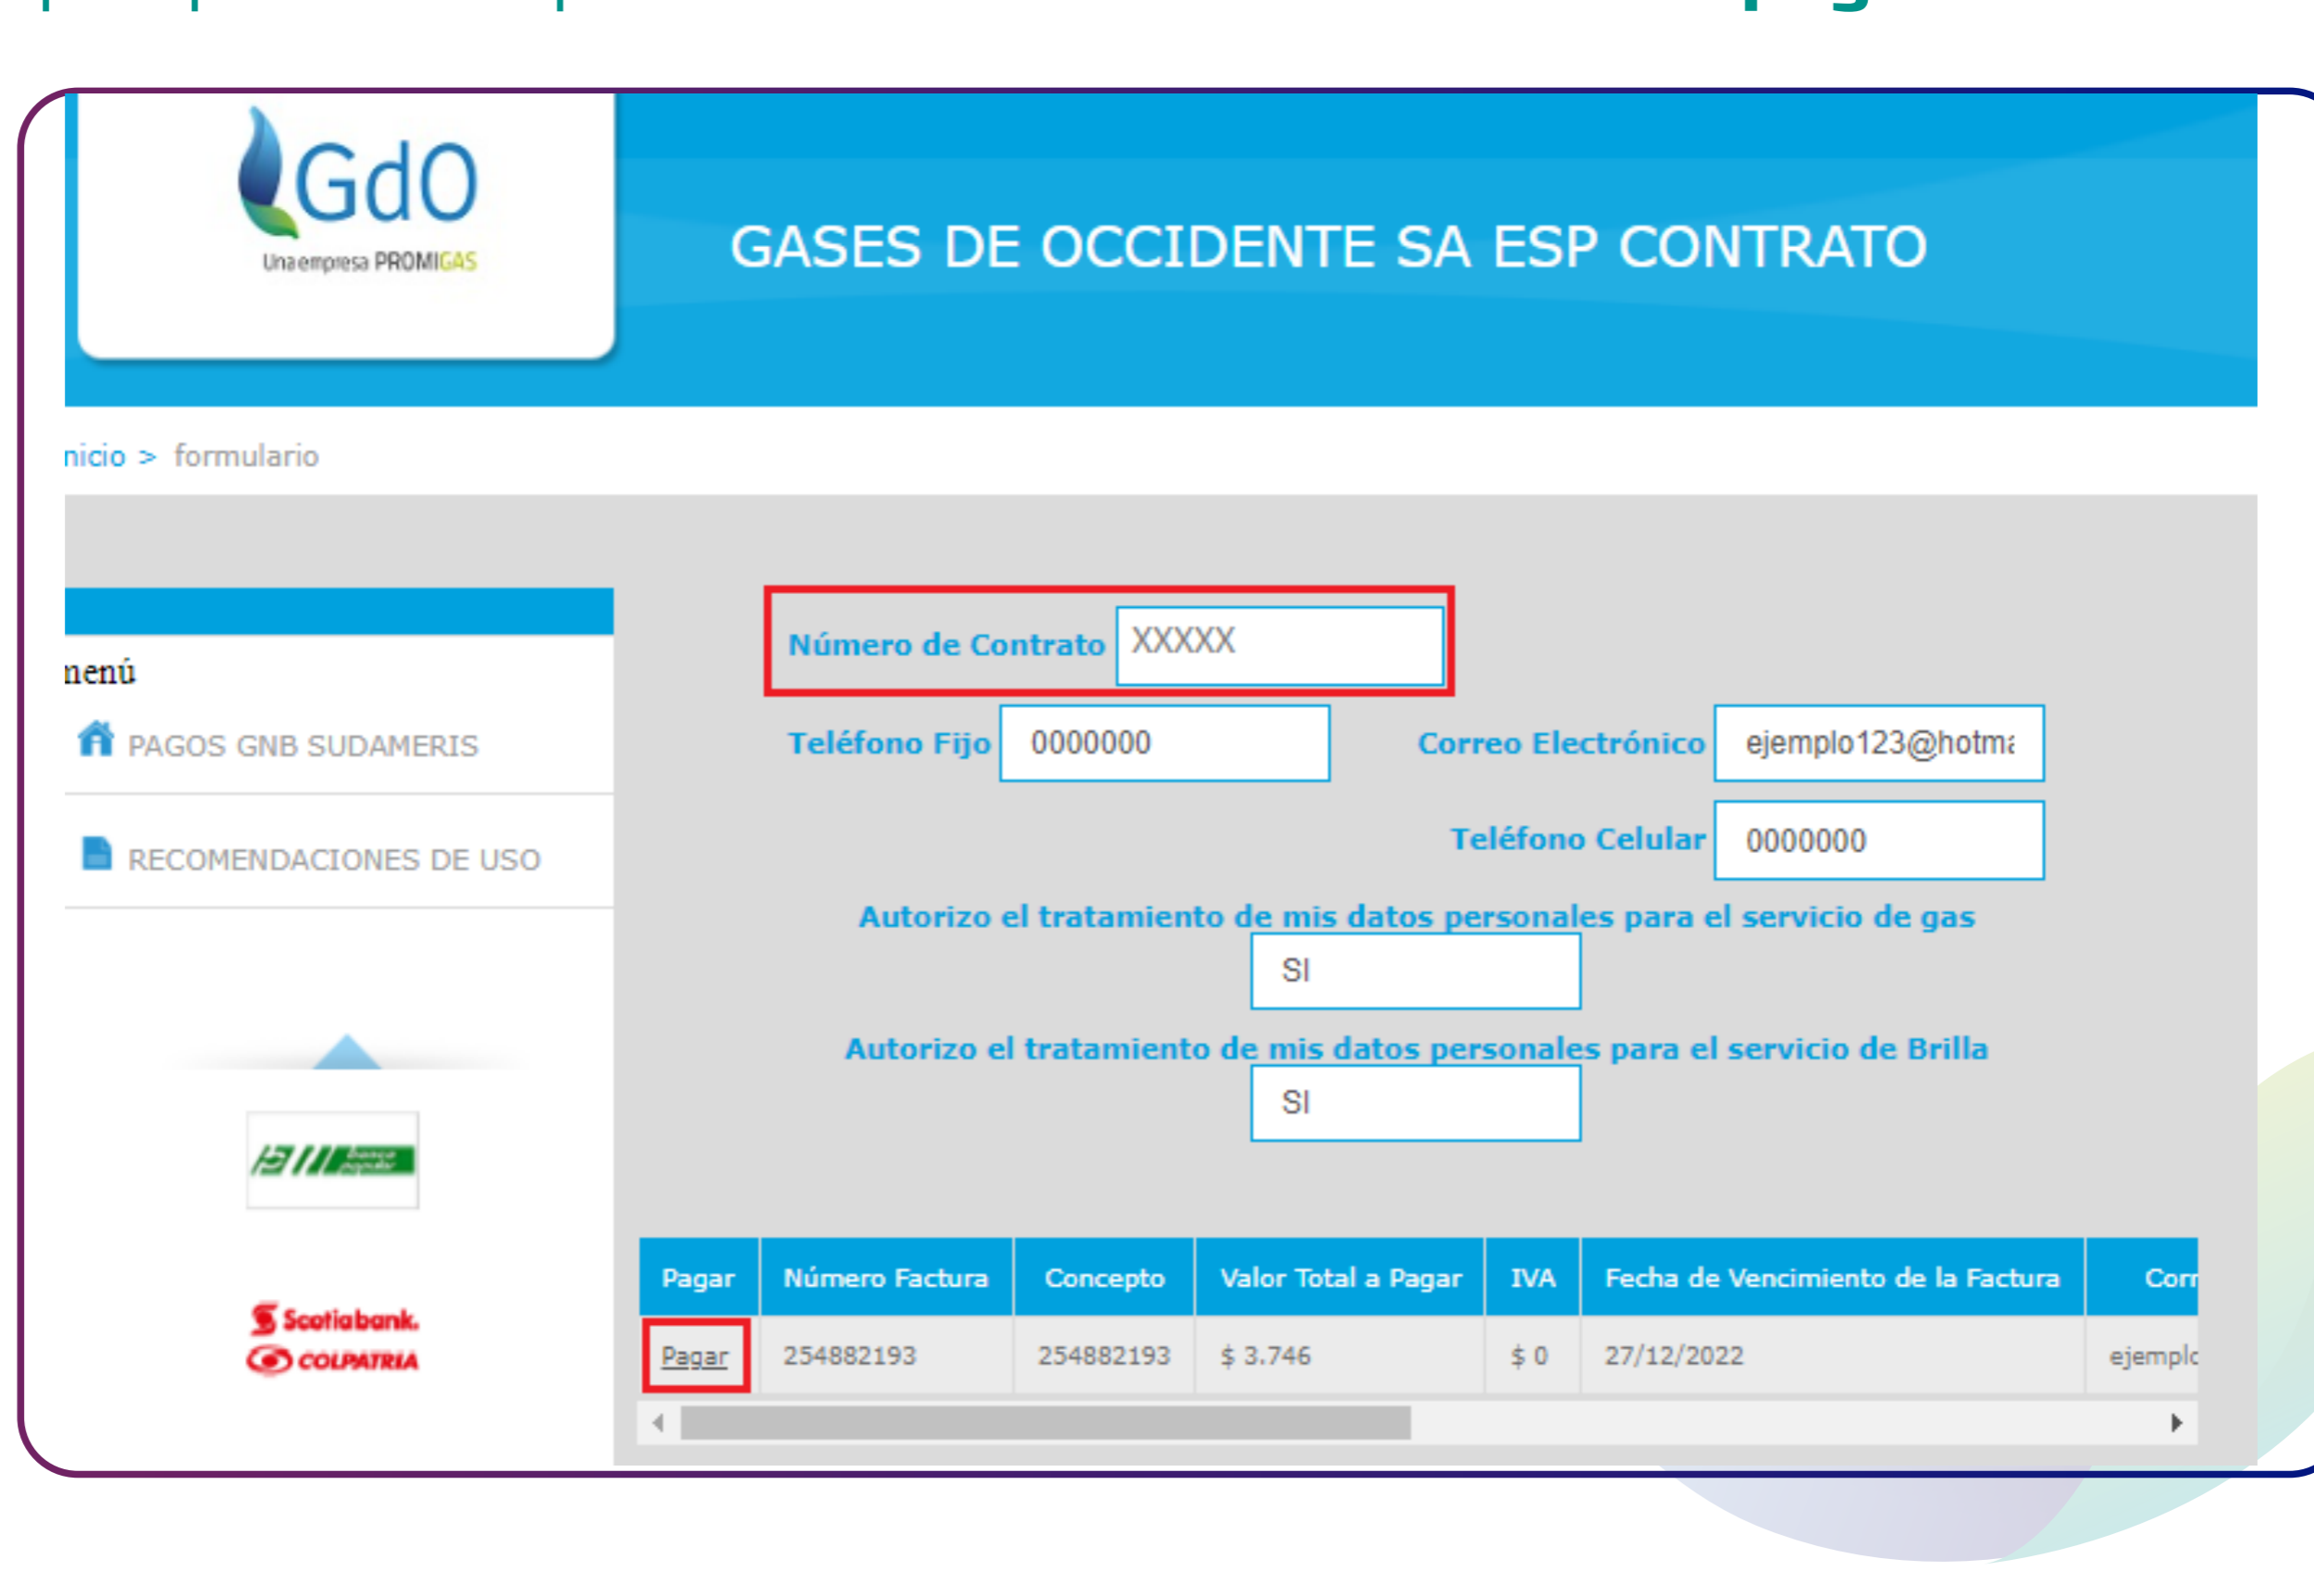 GdO
Una empresa PROMIGAS
GASES DE OCCIDENTE SA ESP CONTRATO
nicio > formulario
menú
PAGOS GNB SUDAMERIS
RECOMENDACIONES DE USO
banco
popular
Scotiabank.
COLPATRIA
Número de Contrato XXXXX
Teléfono Fijo 0000000 Correo Electrónico ejemplo123@hotma
Teléfono Celular 0000000
Autorizo el tratamiento de mis datos personales para el servicio de gas
SI
Autorizo el tratamiento de mis datos personales para el servicio de Brilla
SI
Pagar Número Factura Concepto Valor Total a Pagar IVA Fecha de Vencimiento de la Factura Corr
Pagar 254882193 254882193 $ 3.746 $ 0 27/12/2022 ejemplo